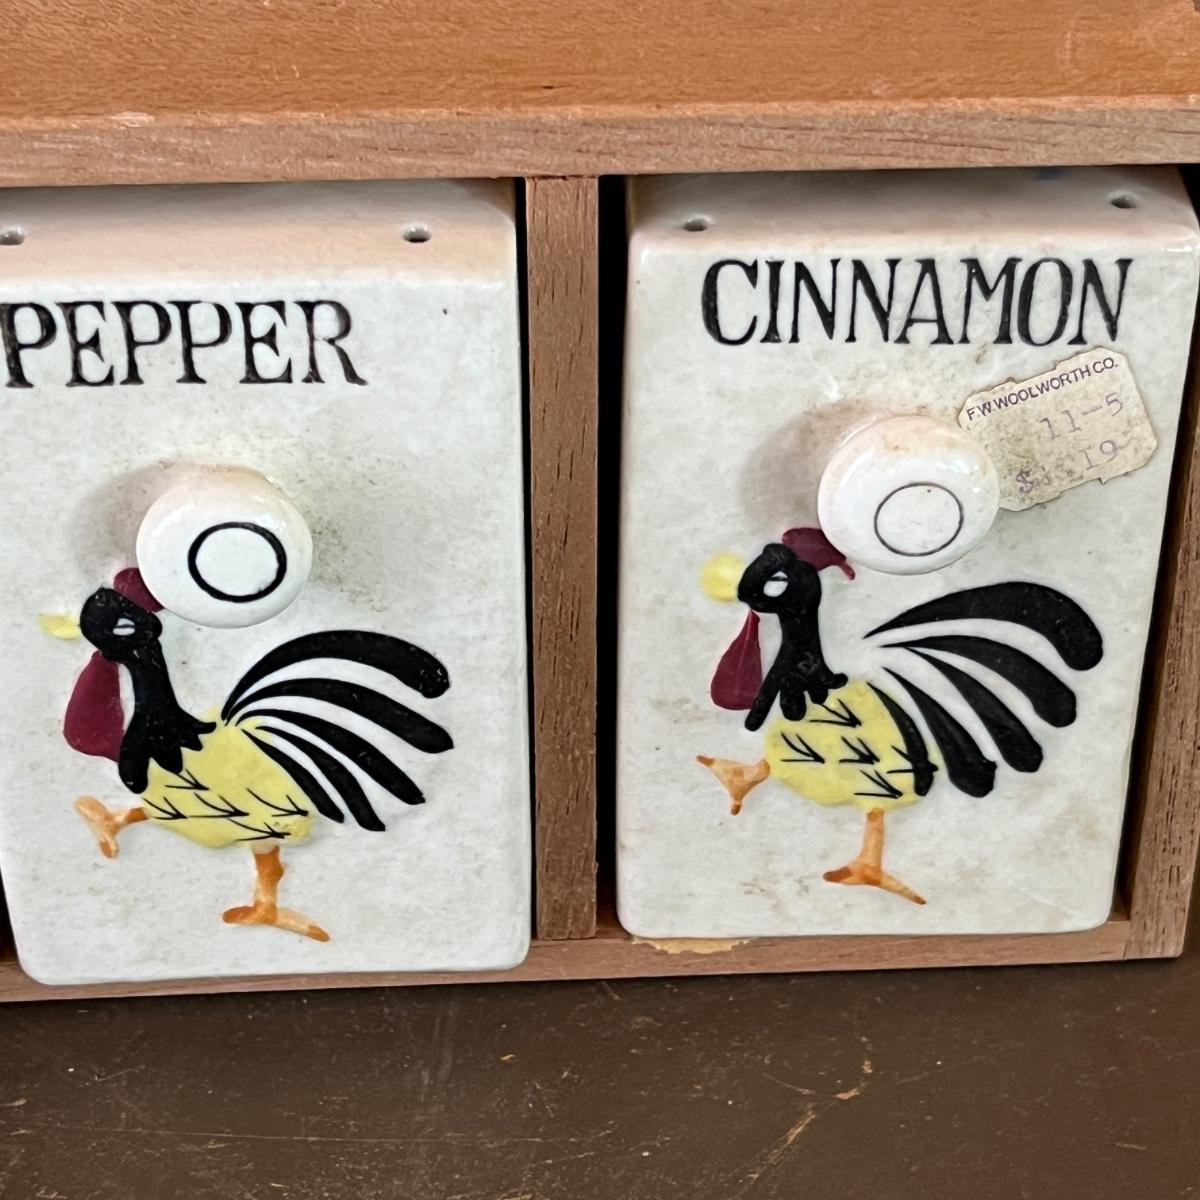 PEPPER
CINNAMON
F.W. WOOLWORTH CO.
11-5